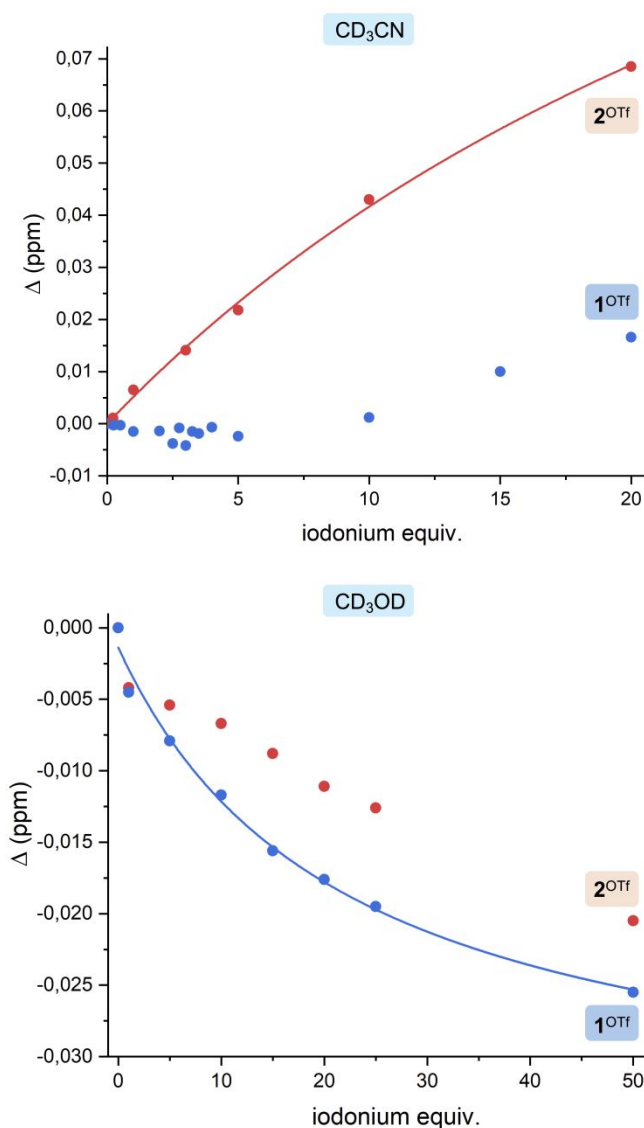 CD₃CN
0,07
0,06
0,05
0,04
0,03
0,02
0,01
0,00
-0,01
Δ (ppm)
2ᴼᵀᶠ
1ᴼᵀᶠ
0 5 10 15 20
iodonium equiv.
CD₃OD
0,000
-0,005
-0,010
-0,015
-0,020
-0,025
-0,030
Δ (ppm)
2ᴼᵀᶠ
1ᴼᵀᶠ
0 10 20 30 40 50
iodonium equiv.